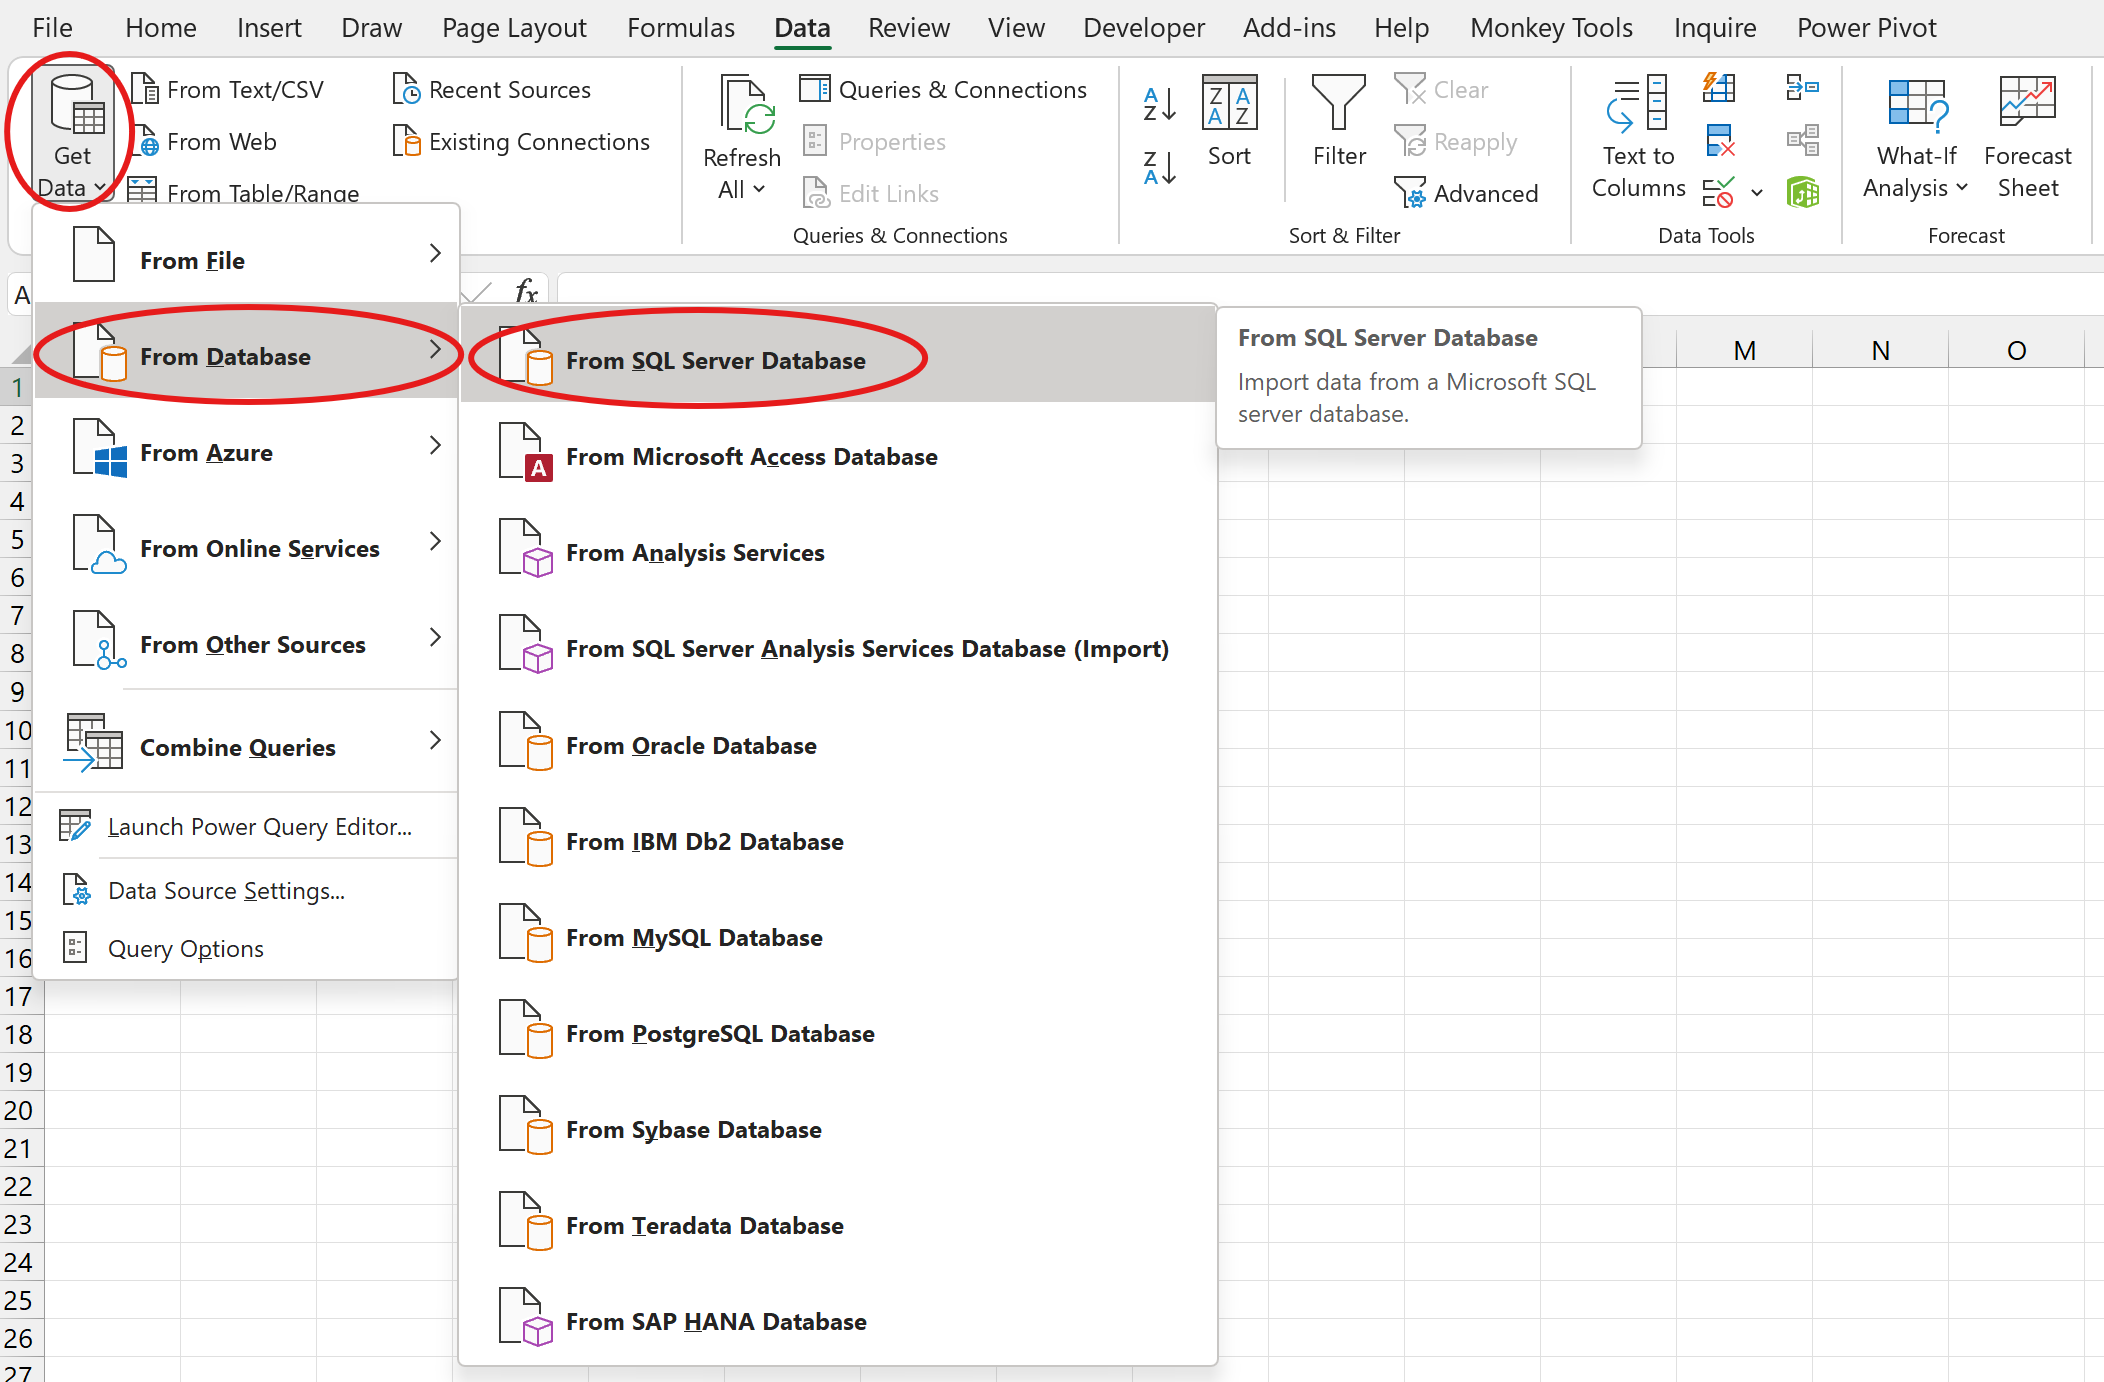 File Home Insert Draw Page Layout Formulas Data Review View Developer Add-ins Help Monkey Tools Inquire Power Pivot
Get
Data
From Text/CSV
From Web
From Table/Range
Recent Sources
Existing Connections
Refresh
All
Queries & Connections
Properties
Edit Links
Queries & Connections
Sort
Filter
Clear
Reapply
Advanced
Sort & Filter
Text to
Columns
Data Tools
What-If
Analysis
Forecast
Sheet
Forecast
A
fx
From File
From Database
From Azure
From Online Services
From Other Sources
Combine Queries
Launch Power Query Editor...
Data Source Settings...
Query Options
From SQL Server Database
From Microsoft Access Database
From Analysis Services
From SQL Server Analysis Services Database (Import)
From Oracle Database
From IBM Db2 Database
From MySQL Database
From PostgreSQL Database
From Sybase Database
From Teradata Database
From SAP HANA Database
From SQL Server Database
Import data from a Microsoft SQL
server database.
M N O
1
2
3
4
5
6
7
8
9
10
11
12
13
14
15
16
17
18
19
20
21
22
23
24
25
26
27